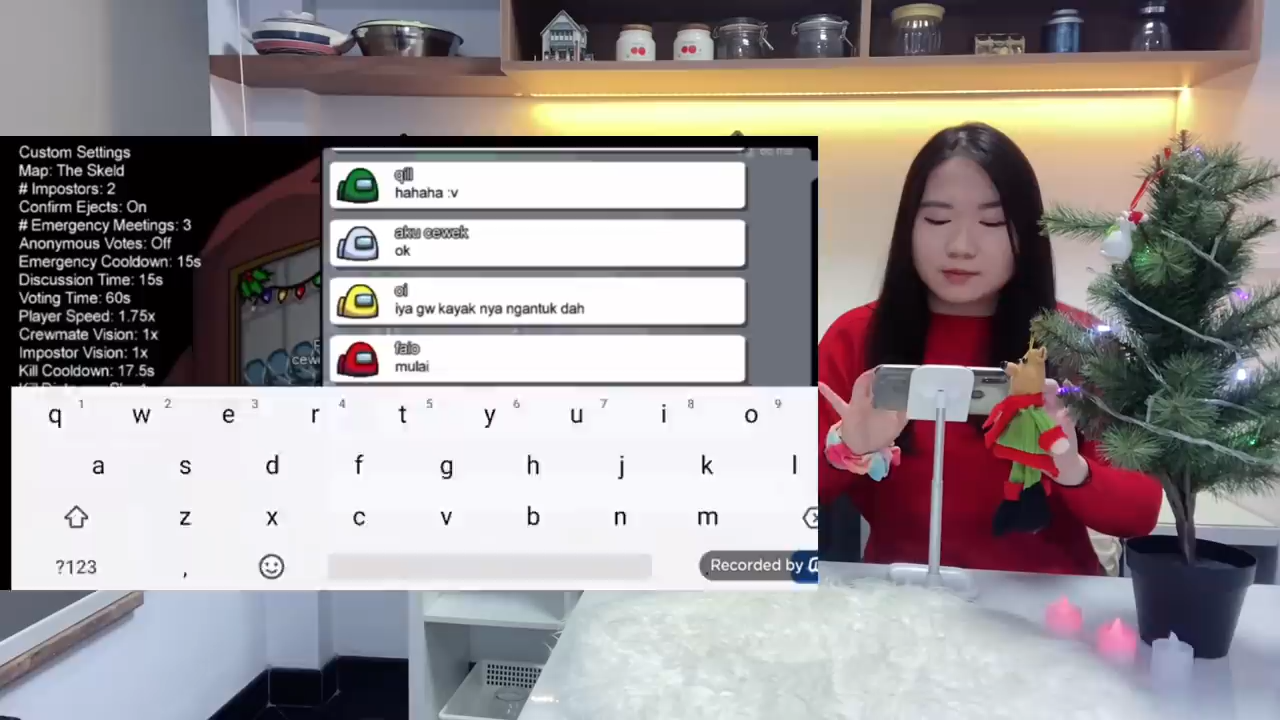 Custom Settings
Map: The Skeld
# Impostors: 2
Confirm Ejects: On
# Emergency Meetings: 3
Anonymous Votes: Off
Emergency Cooldown: 15s
Discussion Time: 15s
Voting Time: 60s
Player Speed: 1.75x
Crewmate Vision: 1x
Impostor Vision: 1x
Kill Cooldown: 17.5s
qill
hahaha :v
aku cewek
ok
oi
iya gw kayak nya ngantuk dah
faio
mulai
q 1 w 2 e 3 r 4 t 5 y 6 u 7 i 8 o 9
a s d f g h j k l
z x c v b n m
?123 ,
Recorded by